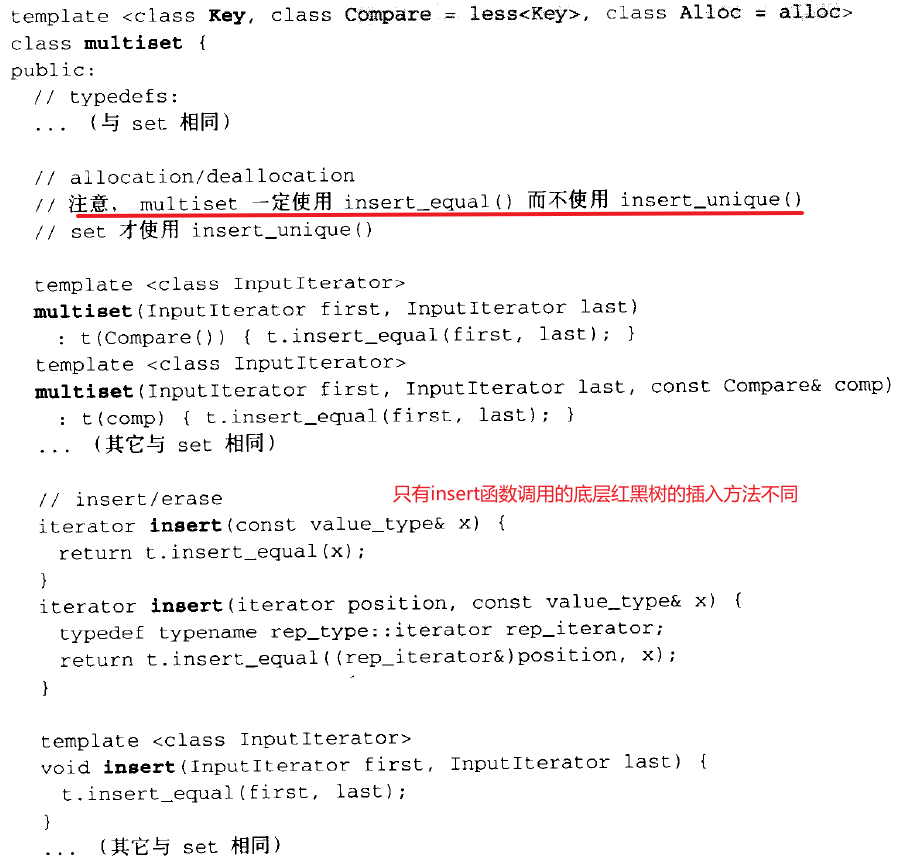 template <class Key, class Compare = less<Key>, class Alloc = alloc>
class multiset {
public:
  // typedefs:
  ... (与 set 相同)

  // allocation/deallocation
  // 注意, multiset 一定使用 insert_equal() 而不使用 insert_unique()
  // set 才使用 insert_unique()

  template <class InputIterator>
  multiset(InputIterator first, InputIterator last)
    : t(Compare()) { t.insert_equal(first, last); }
  template <class InputIterator>
  multiset(InputIterator first, InputIterator last, const Compare& comp)
    : t(comp) { t.insert_equal(first, last); }
  ... (其它与 set 相同)

只有insert函数调用的底层红黑树的插入方法不同
  // insert/erase
  iterator insert(const value_type& x) {
    return t.insert_equal(x);
  }
  iterator insert(iterator position, const value_type& x) {
    typedef typename rep_type::iterator rep_iterator;
    return t.insert_equal((rep_iterator&)position, x);
  }

  template <class InputIterator>
  void insert(InputIterator first, InputIterator last) {
    t.insert_equal(first, last);
  }
  ... (其它与 set 相同)